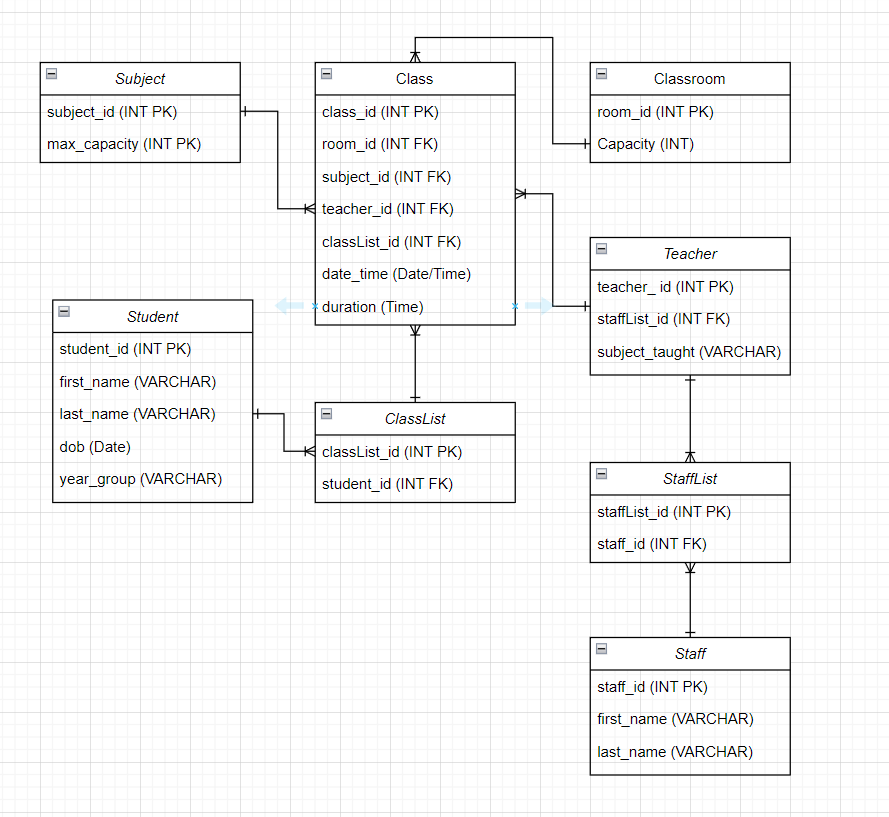 Subject
subject_id (INT PK)
max_capacity (INT PK)
Class
class_id (INT PK)
room_id (INT FK)
subject_id (INT FK)
teacher_id (INT FK)
classList_id (INT FK)
date_time (Date/Time)
duration (Time)
Classroom
room_id (INT PK)
Capacity (INT)
Teacher
teacher_ id (INT PK)
staffList_id (INT FK)
subject_taught (VARCHAR)
Student
student_id (INT PK)
first_name (VARCHAR)
last_name (VARCHAR)
dob (Date)
year_group (VARCHAR)
ClassList
classList_id (INT PK)
student_id (INT FK)
StaffList
staffList_id (INT PK)
staff_id (INT FK)
Staff
staff_id (INT PK)
first_name (VARCHAR)
last_name (VARCHAR)